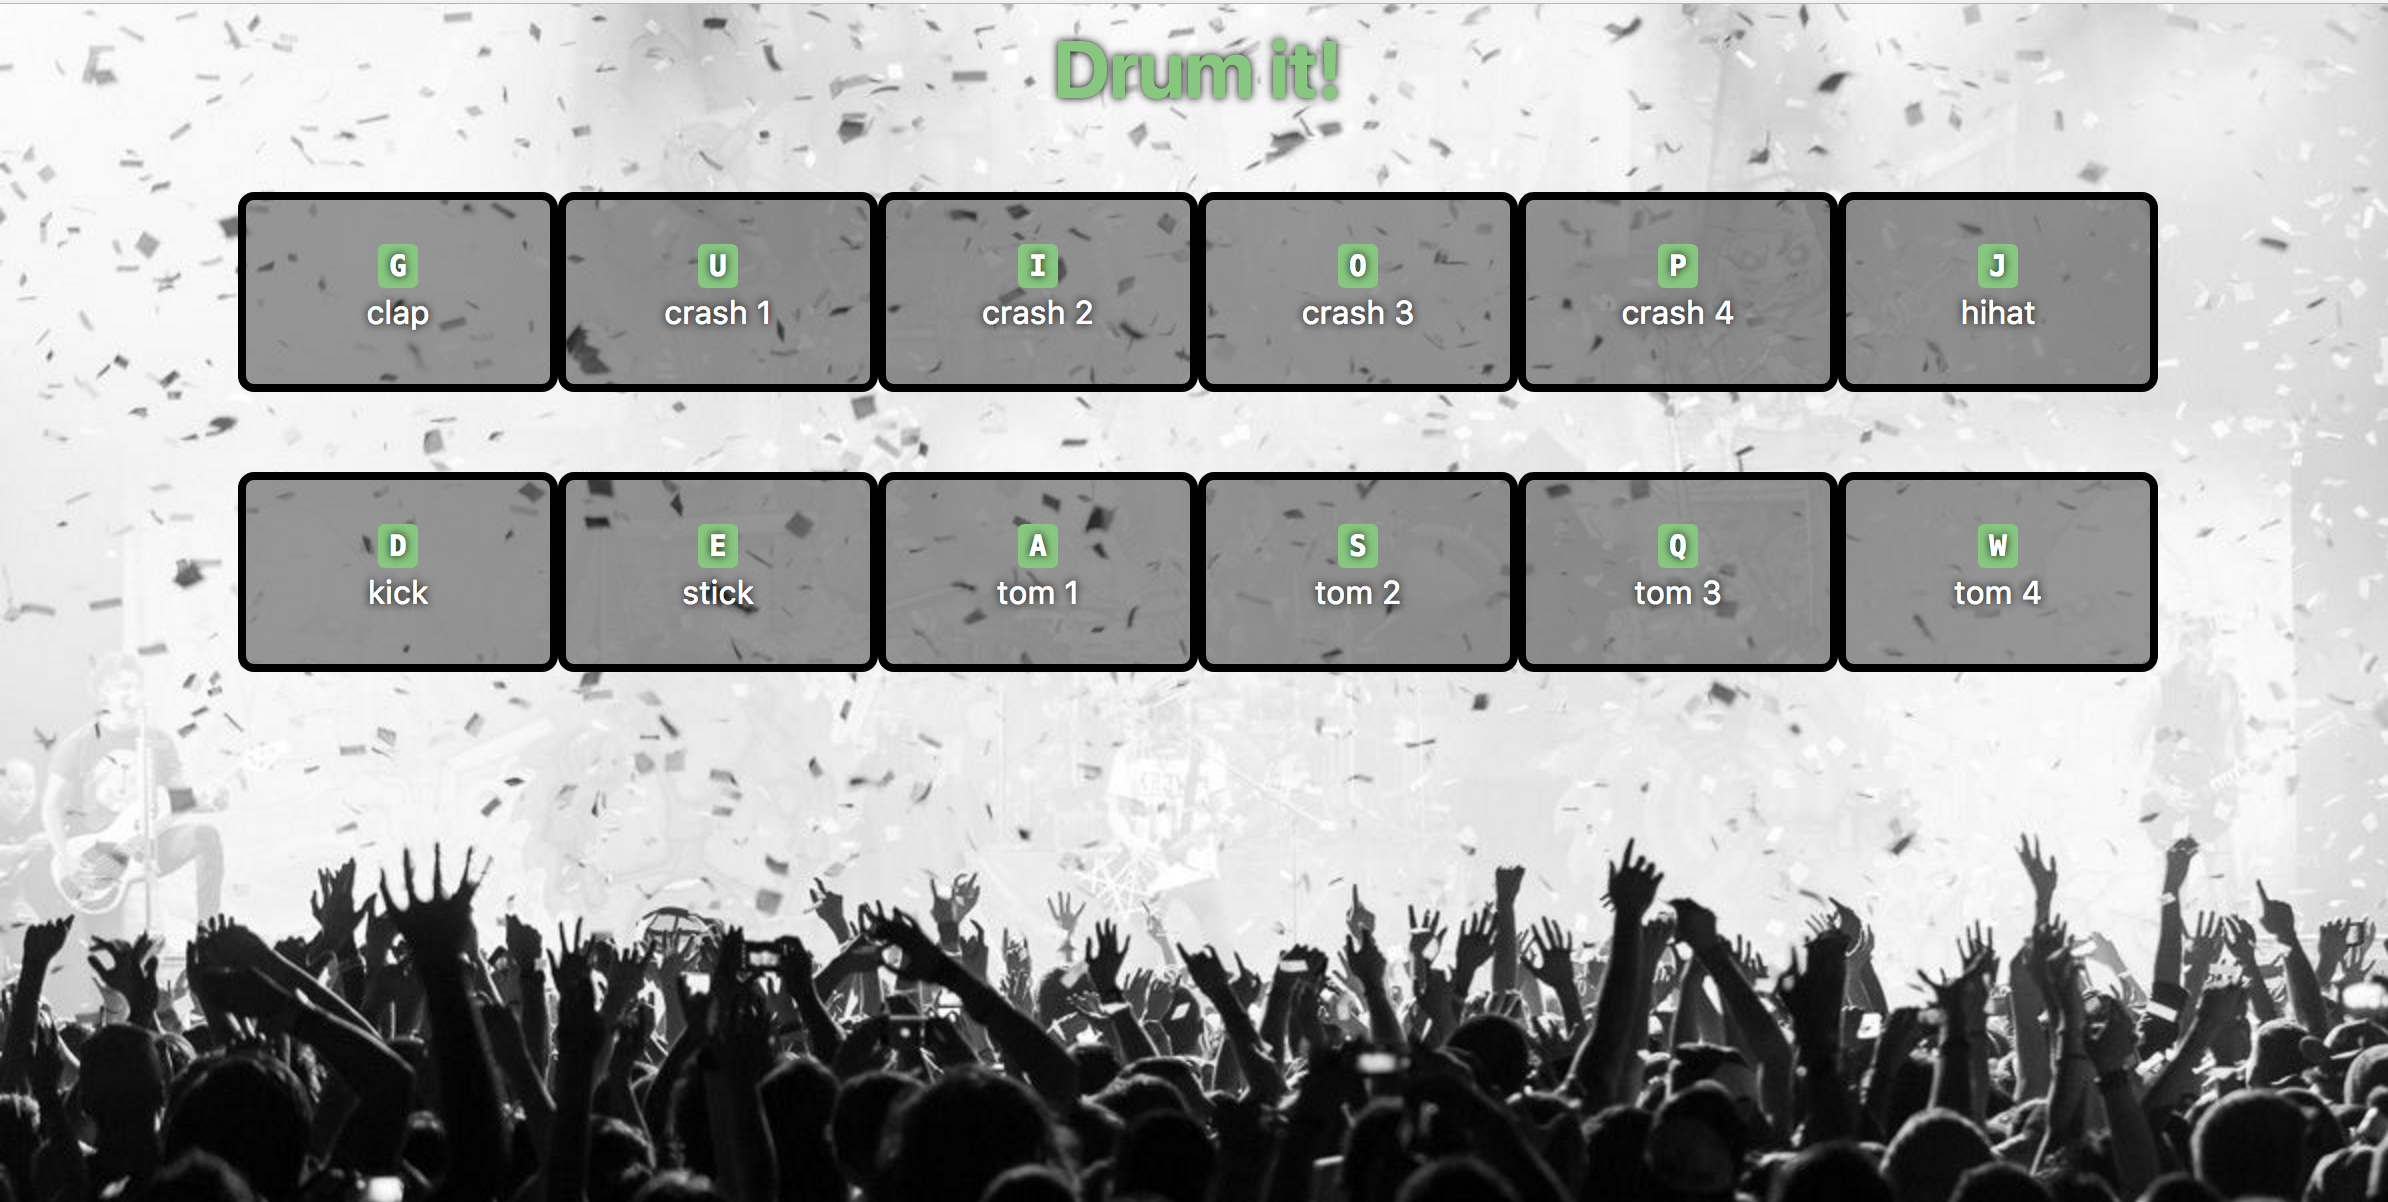 Drum it!
G U I O P J
clap crash 1 crash 2 crash 3 crash 4 hihat
D E A S Q W
kick stick tom 1 tom 2 tom 3 tom 4